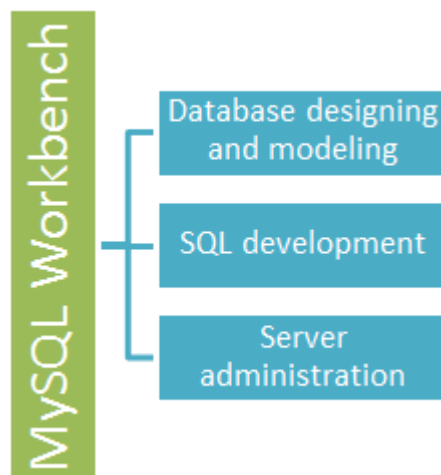 MySQL Workbench
Database designing
and modeling
SQL development
Server
administration